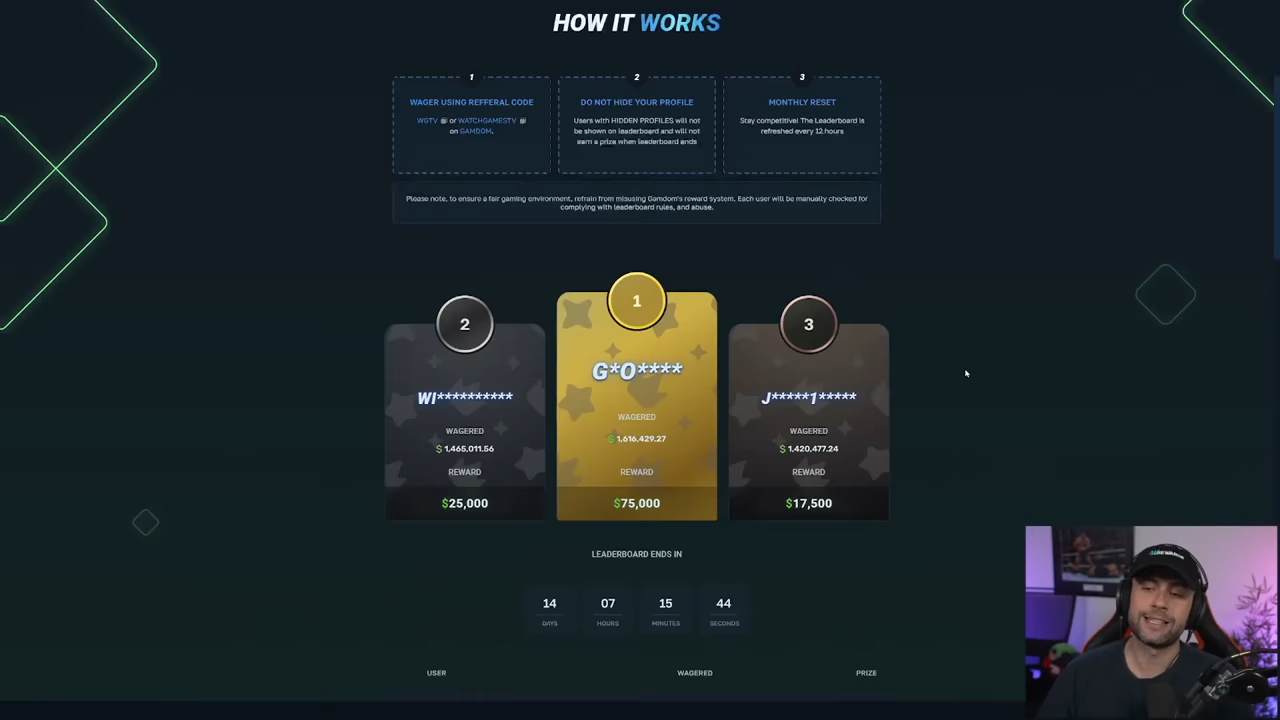 HOW IT WORKS
1
WAGER USING REFFERAL CODE
WGTV or WATCHGAMESTV
on GAMDOM.
2
DO NOT HIDE YOUR PROFILE
Users with HIDDEN PROFILES will not
be shown on leaderboard and will not
earn a prize when leaderboard ends
3
MONTHLY RESET
Stay competitive! The Leaderboard is
refreshed every 12 hours
Please note, to ensure a fair gaming environment, refrain from misusing Gamdom's reward system. Each user will be manually checked for
complying with leaderboard rules, and abuse.
2
WI**********
WAGERED
$ 1,465,011.56
REWARD
$25,000
1
G*O****
WAGERED
$ 1,616,429.27
REWARD
$75,000
3
J*****1*****
WAGERED
$ 1,420,477.24
REWARD
$17,500
LEADERBOARD ENDS IN
14 07 15 44
DAYS HOURS MINUTES SECONDS
USER WAGERED PRIZE